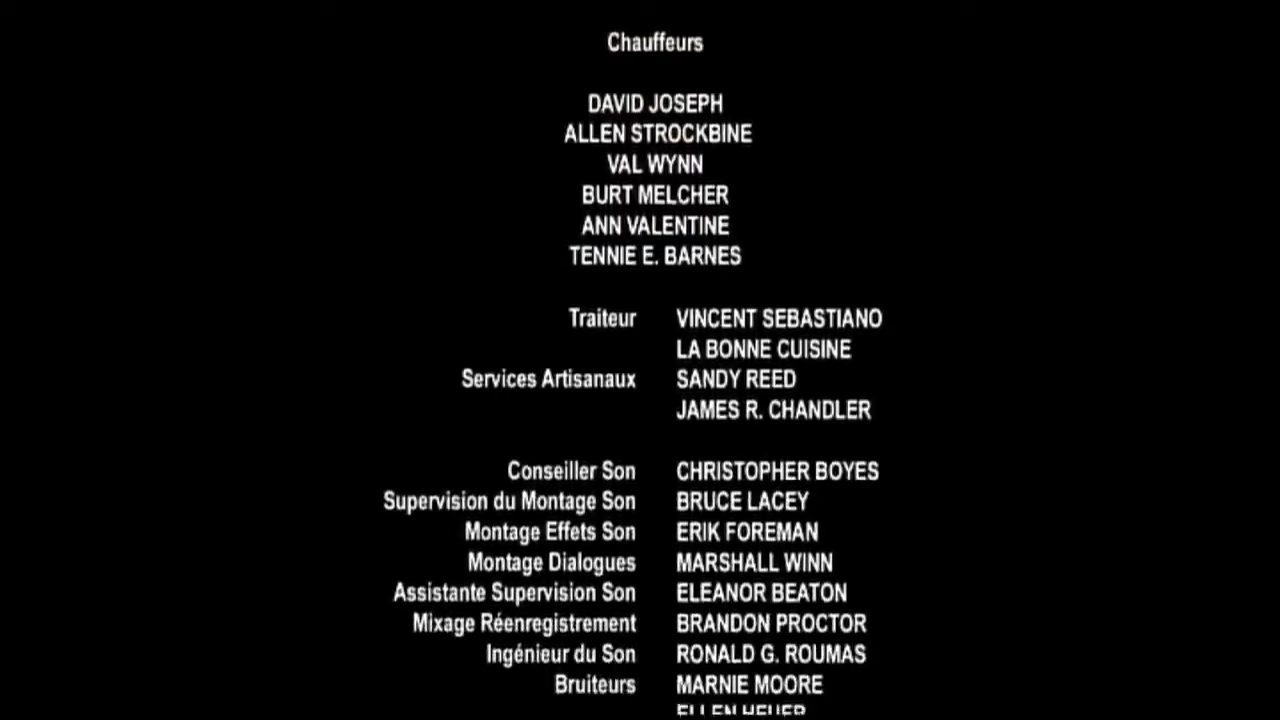 Chauffeurs
DAVID JOSEPH
ALLEN STROCKBINE
VAL WYNN
BURT MELCHER
ANN VALENTINE
TENNIE E. BARNES
Traiteur VINCENT SEBASTIANO
LA BONNE CUISINE
Services Artisanaux SANDY REED
JAMES R. CHANDLER
Conseiller Son CHRISTOPHER BOYES
Supervision du Montage Son BRUCE LACEY
Montage Effets Son ERIK FOREMAN
Montage Dialogues MARSHALL WINN
Assistante Supervision Son ELEANOR BEATON
Mixage Réenregistrement BRANDON PROCTOR
Ingénieur du Son RONALD G. ROUMAS
Bruiteurs MARNIE MOORE
ELLEN HEUER